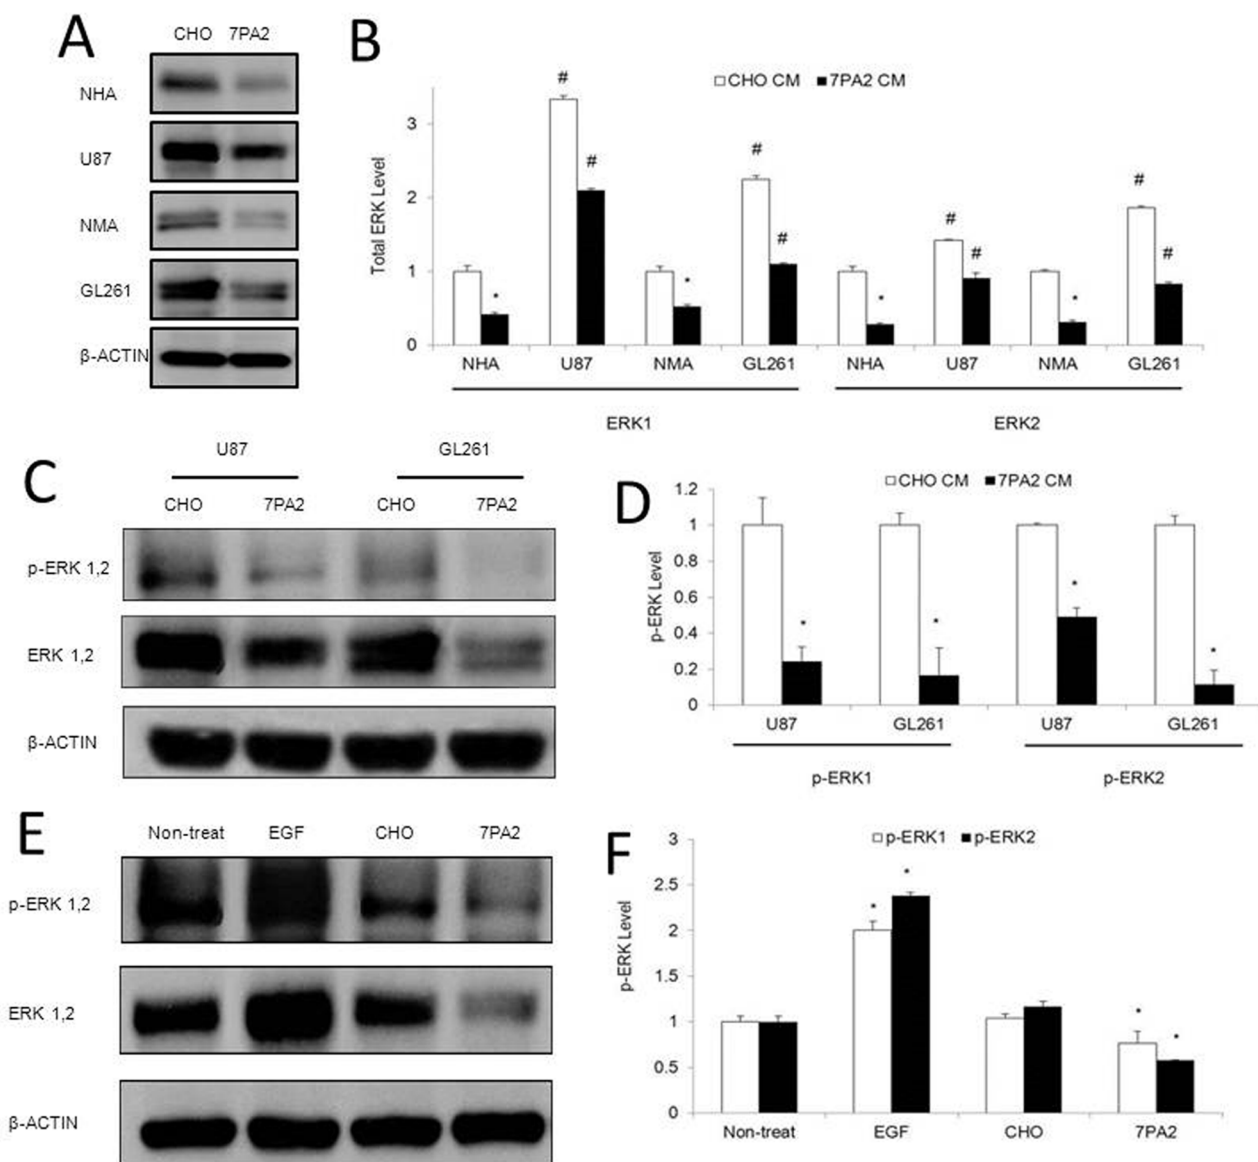 A
CHO 7PA2
NHA
U87
NMA
GL261
β-ACTIN
B
CHO CM 7PA2 CM
Total ERK Level
3
2
1
0
# # # # # # # #
* * * *
NHA U87 NMA GL261 NHA U87 NMA GL261
ERK1 ERK2
C
U87 GL261
CHO 7PA2 CHO 7PA2
p-ERK 1,2
ERK 1,2
β-ACTIN
D
CHO CM 7PA2 CM
p-ERK Level
1.2
1
0.8
0.6
0.4
0.2
0
* * * *
U87 GL261 U87 GL261
p-ERK1 p-ERK2
E
Non-treat EGF CHO 7PA2
p-ERK 1,2
ERK 1,2
β-ACTIN
F
p-ERK1 p-ERK2
p-ERK Level
3
2.5
2
1.5
1
0.5
0
* * * *
Non-treat EGF CHO 7PA2